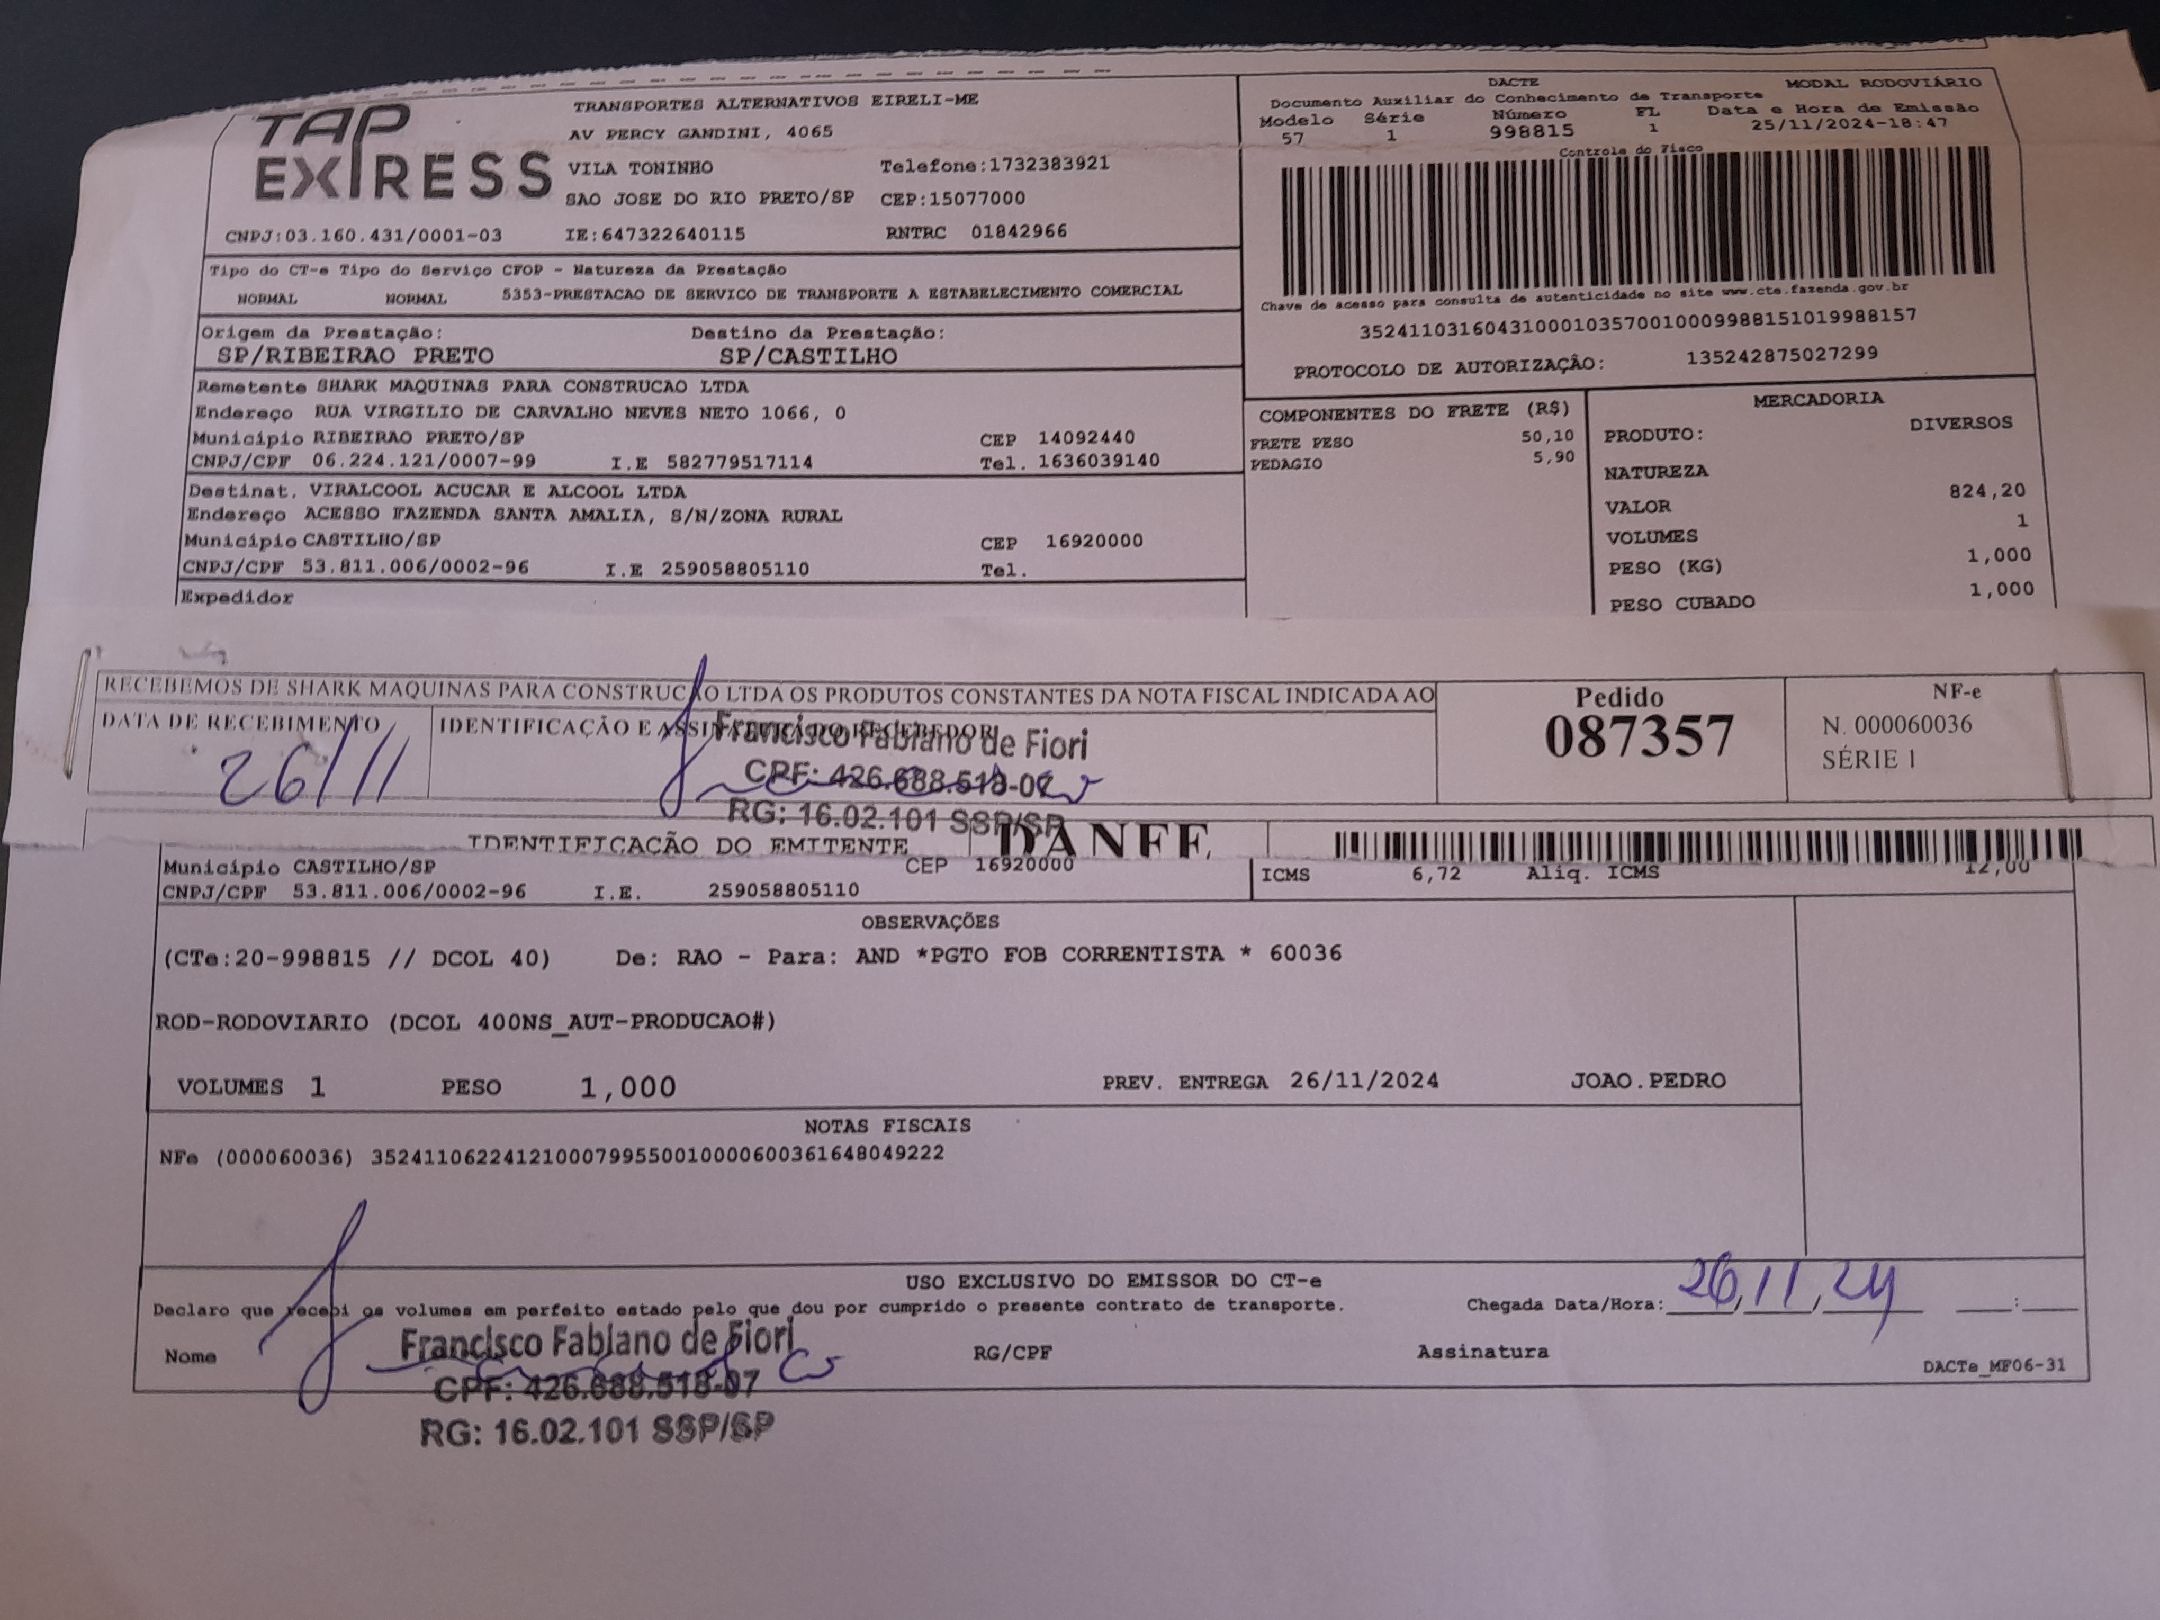 TAP EXPRESS
TRANSPORTES ALTERNATIVOS EIRELI-ME
AV PERCY GANDINI, 4065
VILA TONINHO Telefone:1732383921
SAO JOSE DO RIO PRETO/SP CEP:15077000
CNPJ:03.160.431/0001-03 IE:647322640115 RNTRC 01842966
DACTE MODAL RODOVIÁRIO
Documento Auxiliar do Conhecimento de Transporte
Modelo Série Número FL Data e Hora de Emissão
57 1 998815 1 25/11/2024-18:47
Controle do Fisco
Chave de acesso para consulta de autenticidade no site www.cte.fazenda.gov.br
35241103160431000103570010009988151019988157
PROTOCOLO DE AUTORIZAÇÃO: 135242875027299
Tipo do CT-e Tipo do Serviço CFOP - Natureza da Prestação
NORMAL NORMAL 5353-PRESTACAO DE SERVICO DE TRANSPORTE A ESTABELECIMENTO COMERCIAL
Origem da Prestação: Destino da Prestação:
SP/RIBEIRAO PRETO SP/CASTILHO
Remetente SHARK MAQUINAS PARA CONSTRUCAO LTDA
Endereço RUA VIRGILIO DE CARVALHO NEVES NETO 1066, 0
Município RIBEIRAO PRETO/SP CEP 14092440
CNPJ/CPF 06.224.121/0007-99 I.E 582779517114 Tel. 1636039140
Destinat. VIRALCOOL ACUCAR E ALCOOL LTDA
Endereço ACESSO FAZENDA SANTA AMALIA, S/N/ZONA RURAL
Município CASTILHO/SP CEP 16920000
CNPJ/CPF 53.811.006/0002-96 I.E 259058805110 Tel.
Expedidor
COMPONENTES DO FRETE (R$)
FRETE PESO 50,10
PEDAGIO 5,90
MERCADORIA
PRODUTO: DIVERSOS
NATUREZA
VALOR 824,20
VOLUMES 1
PESO (KG) 1,000
PESO CUBADO 1,000
RECEBEMOS DE SHARK MAQUINAS PARA CONSTRUCAO LTDA OS PRODUTOS CONSTANTES DA NOTA FISCAL INDICADA AO
DATA DE RECEBIMENTO IDENTIFICAÇÃO E ASSINATURA DO RECEBEDOR
26/11
Francisco Fabiano de Fiori
CPF: 426.688.518-07
RG: 16.02.101 SSP/SP
Pedido
087357
NF-e
N. 000060036
SÉRIE 1
IDENTIFICAÇÃO DO EMITENTE DANFE
Município CASTILHO/SP CEP 16920000
CNPJ/CPF 53.811.006/0002-96 I.E. 259058805110
ICMS 6,72 Aliq. ICMS 12,00
OBSERVAÇÕES
(CTe:20-998815 // DCOL 40) De: RAO - Para: AND *PGTO FOB CORRENTISTA * 60036
ROD-RODOVIARIO (DCOL 400NS_AUT-PRODUCAO#)
VOLUMES 1 PESO 1,000 PREV. ENTREGA 26/11/2024 JOAO.PEDRO
NOTAS FISCAIS
NFe (000060036) 35241106224121000799550010000600361648049222
USO EXCLUSIVO DO EMISSOR DO CT-e
Declaro que recebi os volumes em perfeito estado pelo que dou por cumprido o presente contrato de transporte. Chegada Data/Hora: 26/11/24 __:__
Nome RG/CPF Assinatura
Francisco Fabiano de Fiori
CPF: 426.688.518-07
RG: 16.02.101 SSP/SP
DACTe_MF06-31